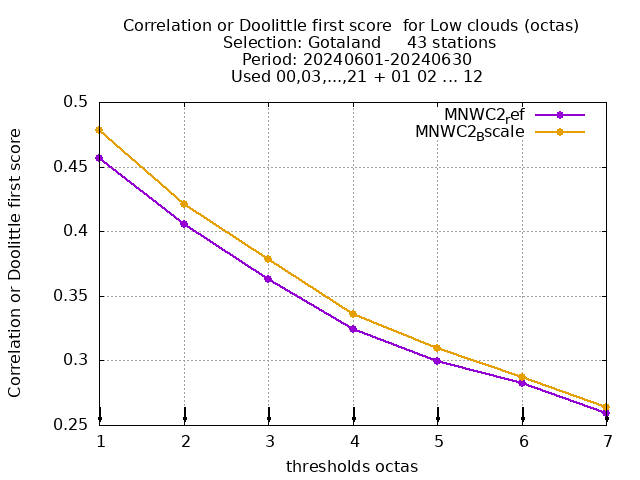 Correlation or Doolittle first score  for Low clouds (octas)
Selection: Gotaland     43 stations
Period: 20240601-20240630
Used 00,03,...,21 + 01 02 ... 12
MNWC2ref
MNWC2Bscale
Correlation or Doolittle first score
0.5
0.45
0.4
0.35
0.3
0.25
1 2 3 4 5 6 7
thresholds octas